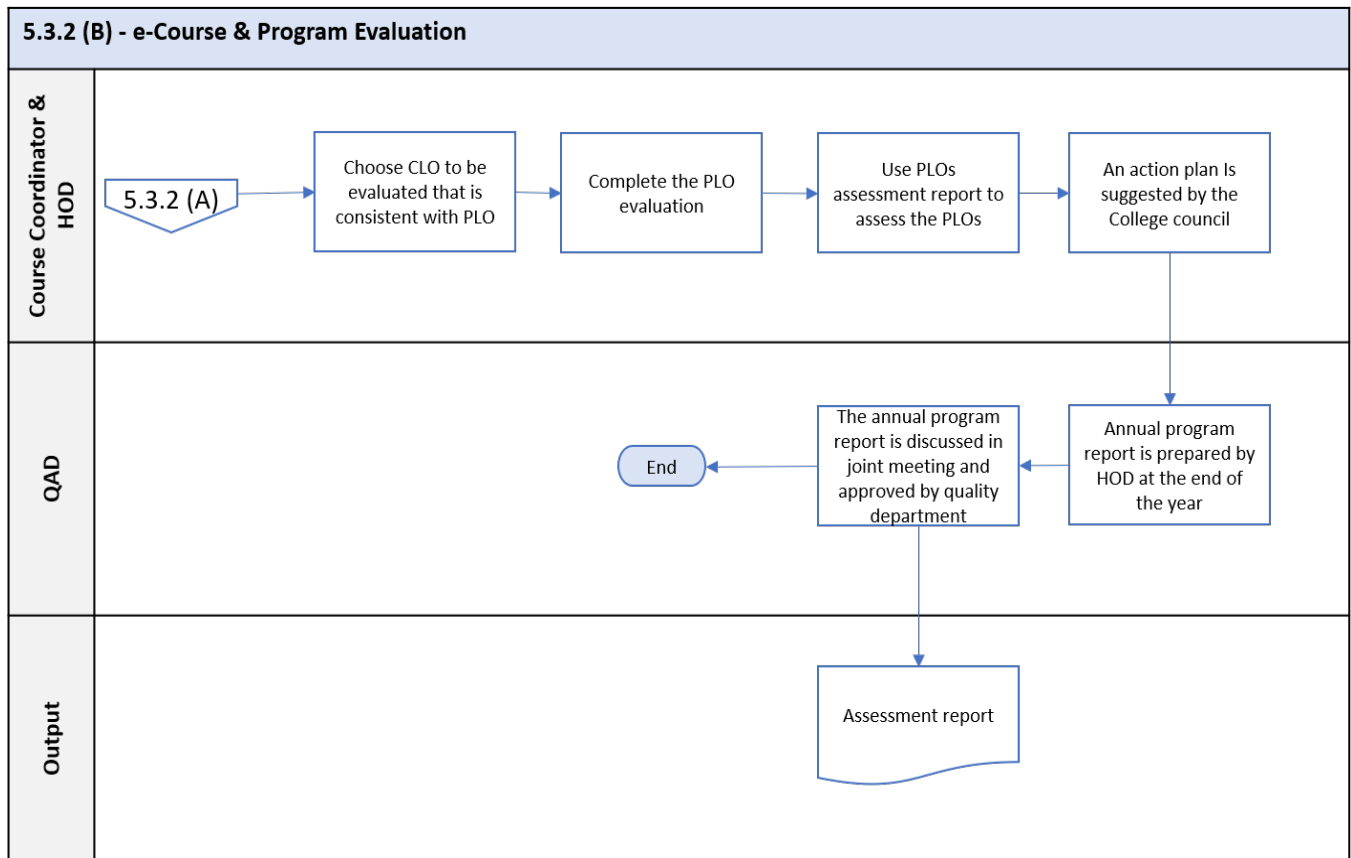 5.3.2 (B) - e-Course & Program Evaluation
Course Coordinator &
HOD
5.3.2 (A)
Choose CLO to be
evaluated that is
consistent with PLO
Complete the PLO
evaluation
Use PLOs
assessment report to
assess the PLOs
An action plan Is
suggested by the
College council
QAD
End
The annual program
report is discussed in
joint meeting and
approved by quality
department
Annual program
report is prepared by
HOD at the end of
the year
Output
Assessment report